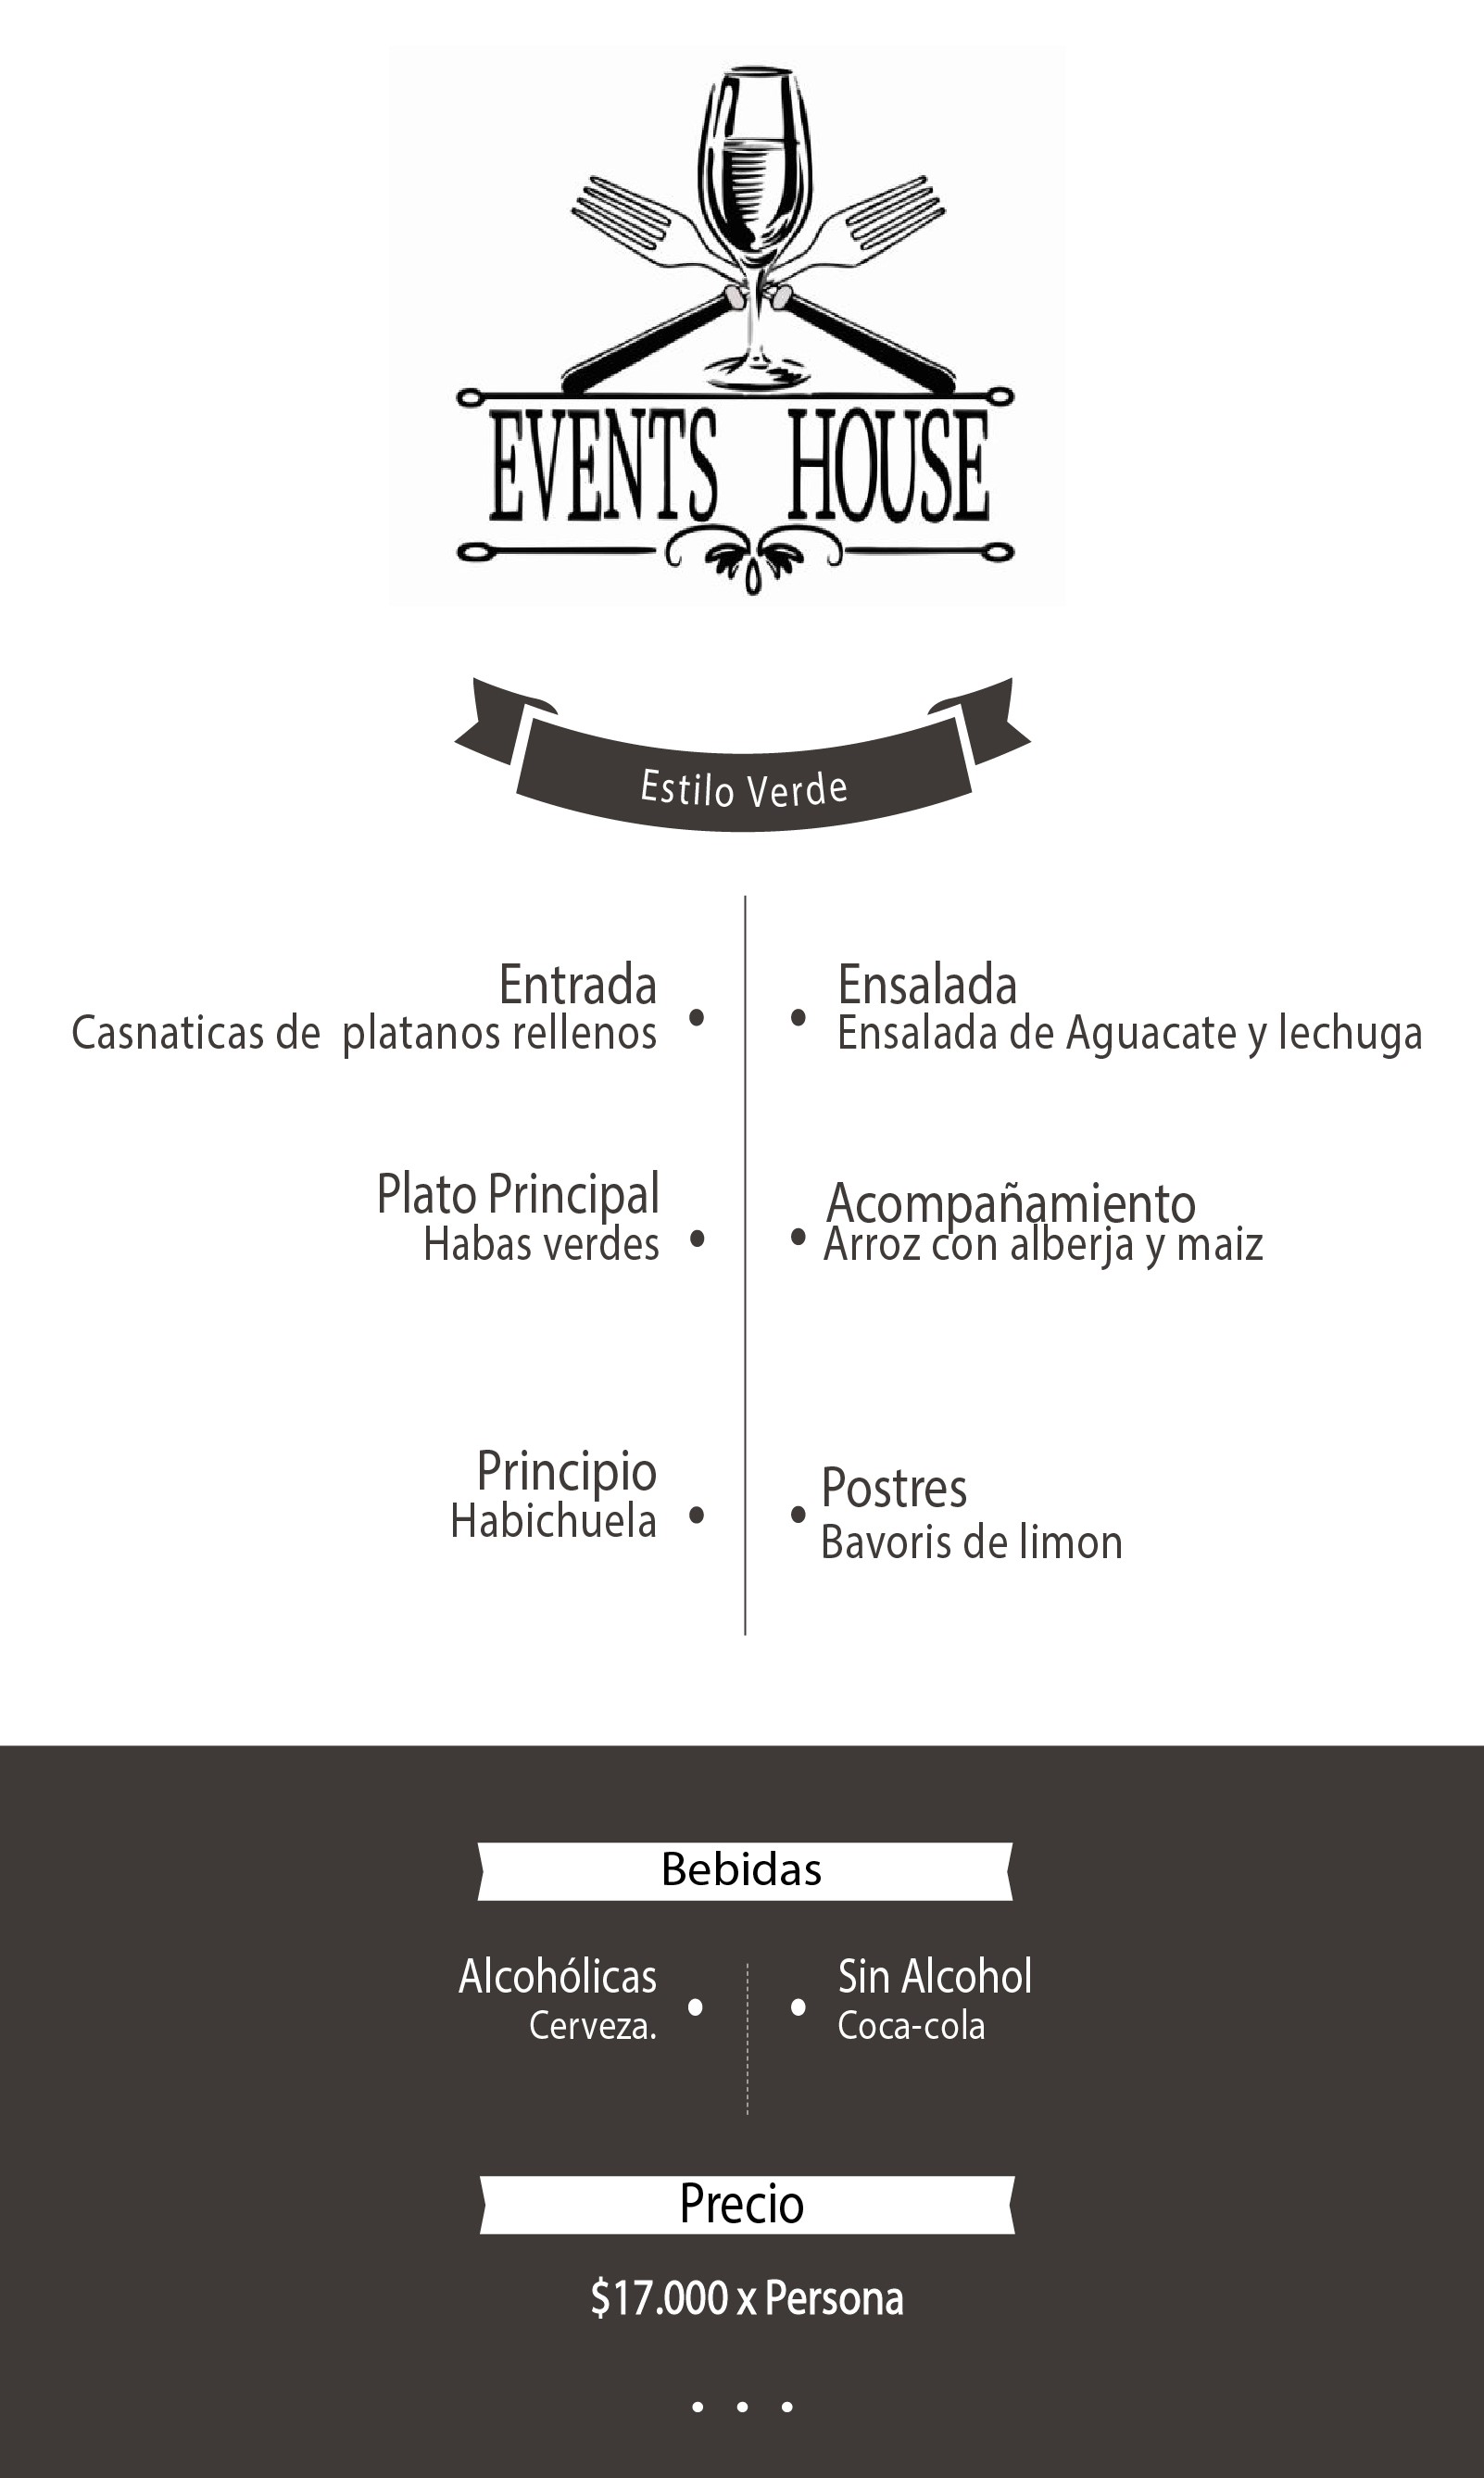 EVENTS HOUSE
Estilo Verde
Entrada
Casnaticas de platanos rellenos
Ensalada
Ensalada de Aguacate y lechuga
Plato Principal
Habas verdes
Acompañamiento
Arroz con alberja y maiz
Principio
Habichuela
Postres
Bavoris de limon
Bebidas
Alcohólicas
Cerveza.
Sin Alcohol
Coca-cola
Precio
$17.000 x Persona